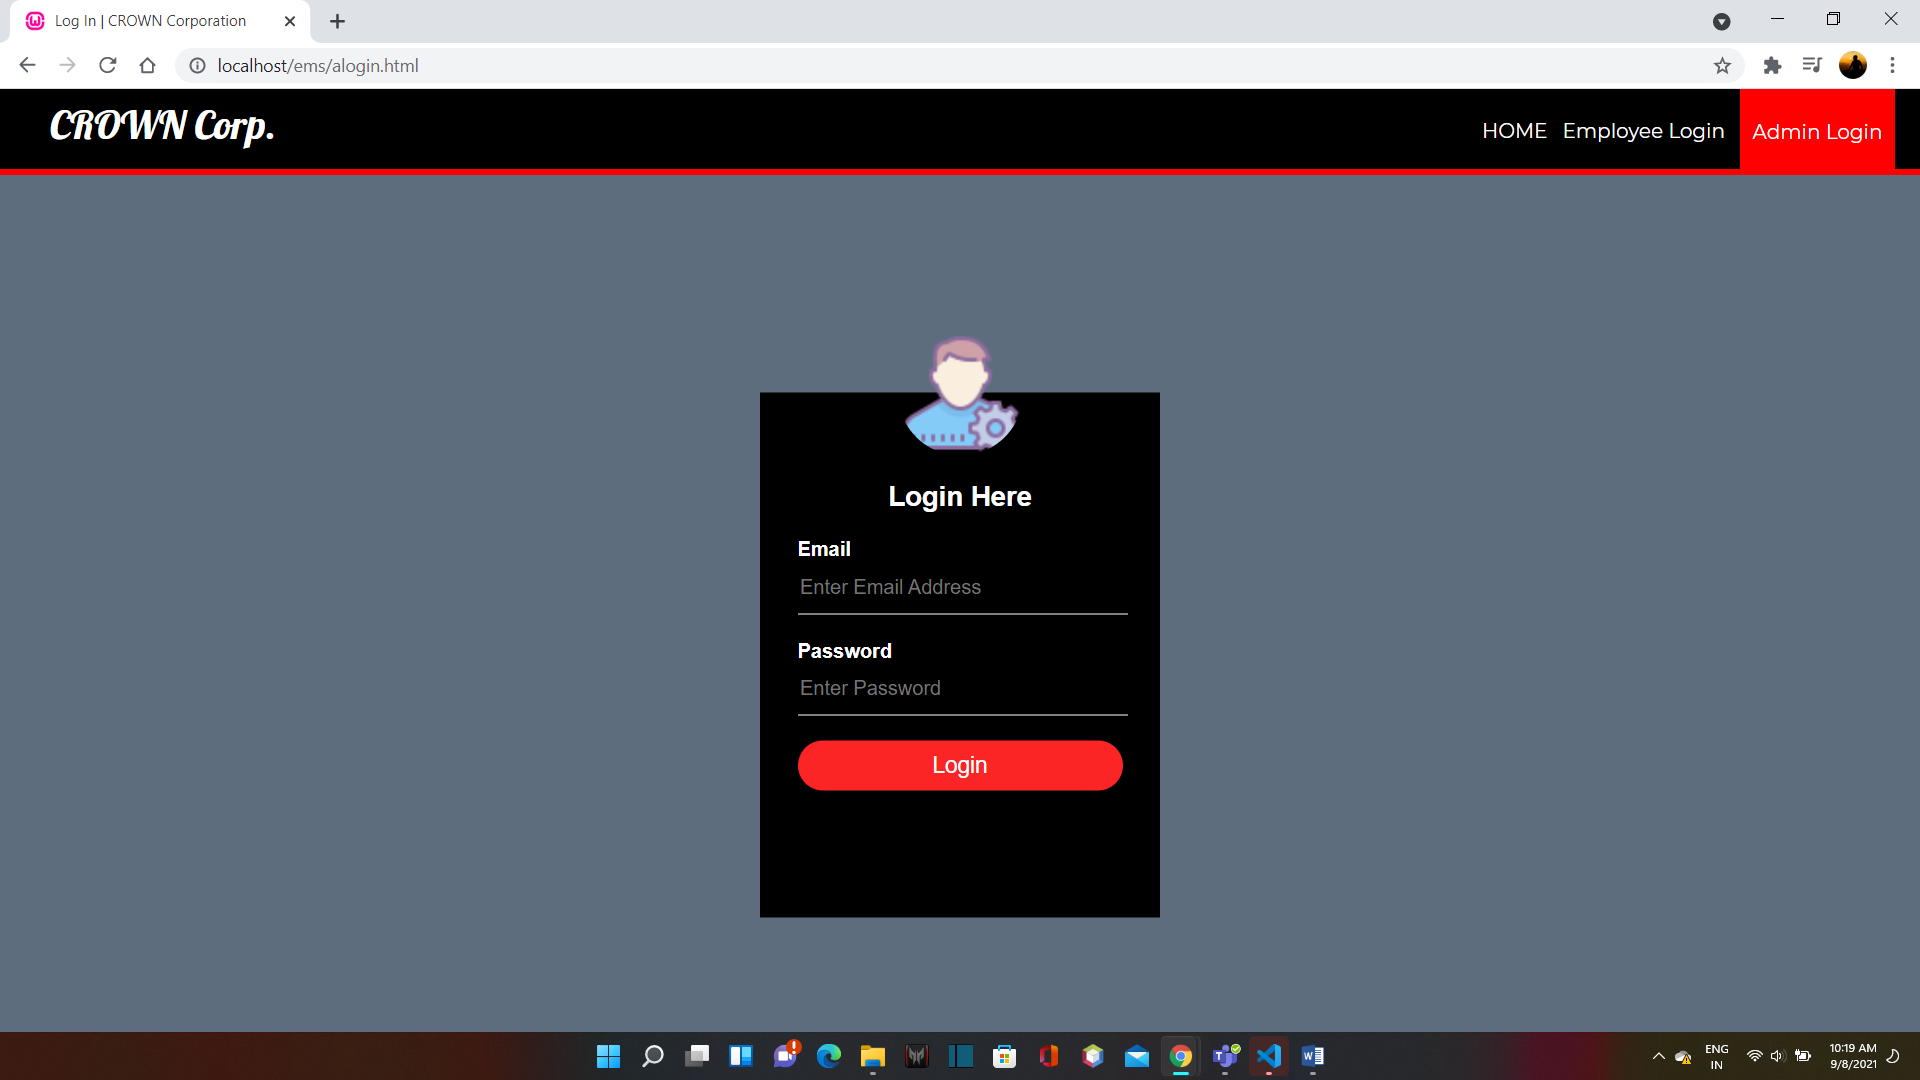 Log In | CROWN Corporation
localhost/ems/alogin.html
CROWN Corp.
HOME Employee Login Admin Login
Login Here
Email
Enter Email Address
Password
Enter Password
Login
ENG
IN
10:19 AM
9/8/2021